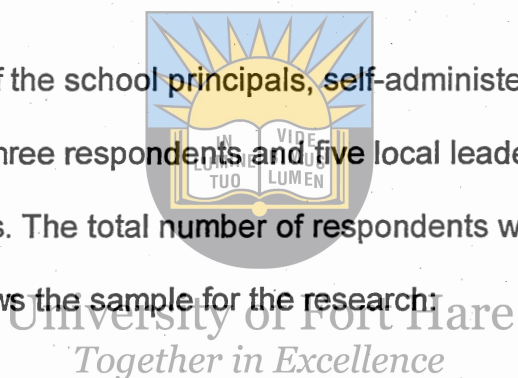 f the school principals, self-administe
hree respondents and five local leade
s. The total number of respondents w
ws the sample for the research:
IN LUMINE TUO
VIDEBIMUS LUMEN
University of Fort Hare
Together in Excellence